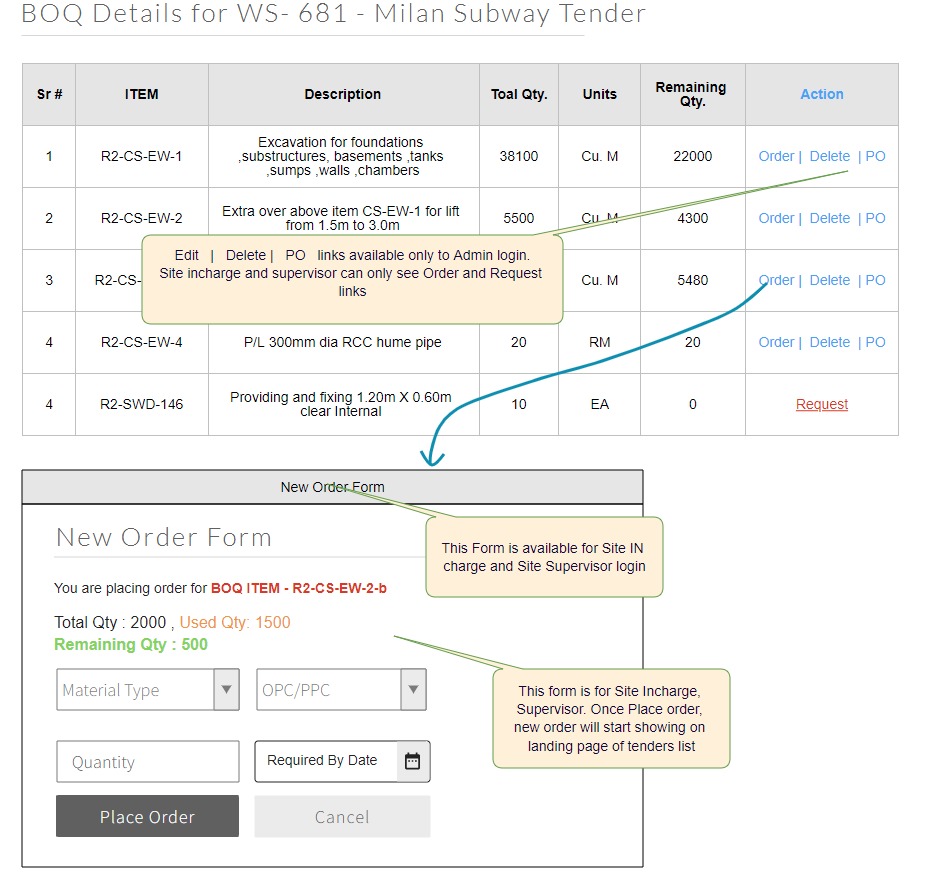 BOQ Details for WS- 681 - Milan Subway Tender
Sr # ITEM Description Toal Qty. Units Remaining Qty. Action
1 R2-CS-EW-1 Excavation for foundations ,substructures, basements ,tanks ,sumps ,walls ,chambers 38100 Cu. M 22000 Order | Delete | PO
2 R2-CS-EW-2 Extra over above item CS-EW-1 for lift from 1.5m to 3.0m 5500 Cu. M 4300 Order | Delete | PO
Edit | Delete | PO links available only to Admin login.
Site incharge and supervisor can only see Order and Request
links
3 R2-CS- Cu. M 5480 Order | Delete | PO
4 R2-CS-EW-4 P/L 300mm dia RCC hume pipe 20 RM 20 Order | Delete | PO
4 R2-SWD-146 Providing and fixing 1.20m X 0.60m clear Internal 10 EA 0 Request
New Order Form
New Order Form
This Form is available for Site IN
charge and Site Supervisor login
You are placing order for BOQ ITEM - R2-CS-EW-2-b
Total Qty : 2000 , Used Qty: 1500
Remaining Qty : 500
Material Type OPC/PPC
This form is for Site Incharge,
Supervisor. Once Place order,
new order will start showing on
landing page of tenders list
Quantity Required By Date
Place Order Cancel